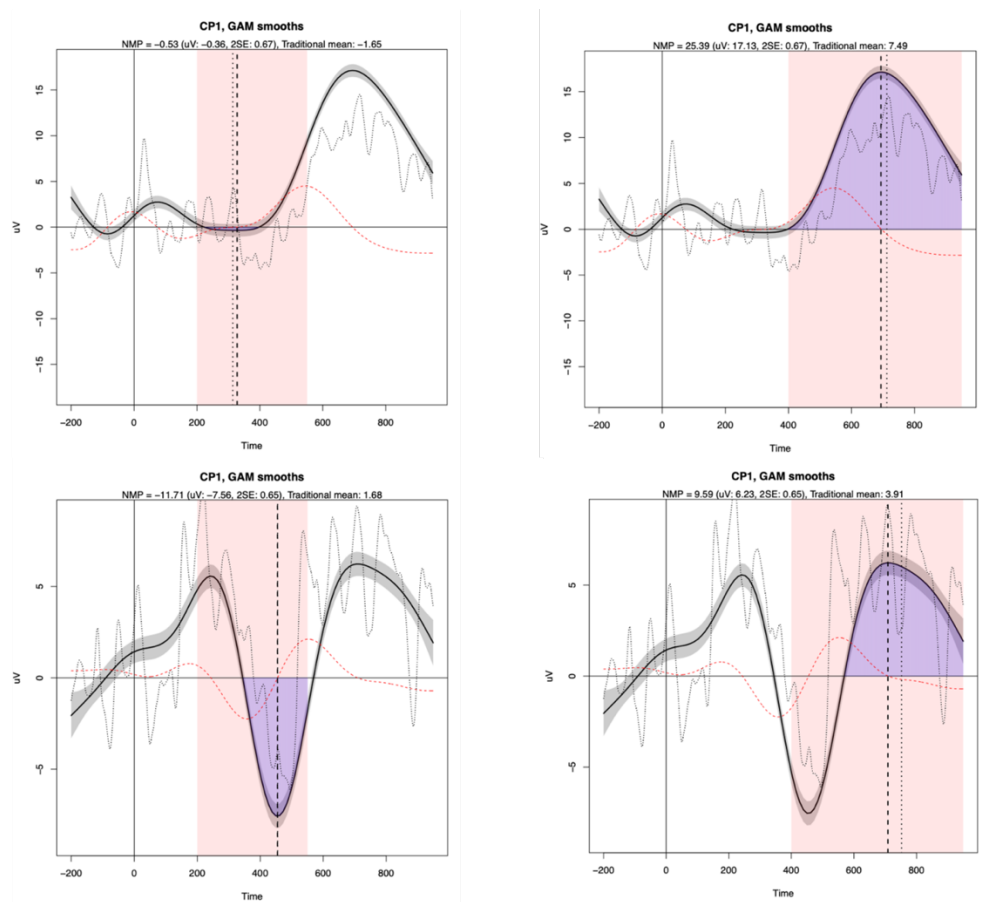 CP1, GAM smooths
NMP = −0.53 (uV: −0.36, 2SE: 0.67), Traditional mean: −1.65
uV
15
10
5
0
−5
−10
−15
−200 0 200 400 600 800
Time
CP1, GAM smooths
NMP = 25.39 (uV: 17.13, 2SE: 0.67), Traditional mean: 7.49
uV
15
10
5
0
−5
−10
−15
−200 0 200 400 600 800
Time
CP1, GAM smooths
NMP = −11.71 (uV: −7.56, 2SE: 0.65), Traditional mean: 1.68
uV
5
0
−5
−200 0 200 400 600 800
Time
CP1, GAM smooths
NMP = 9.59 (uV: 6.23, 2SE: 0.65), Traditional mean: 3.91
uV
5
0
−5
−200 0 200 400 600 800
Time